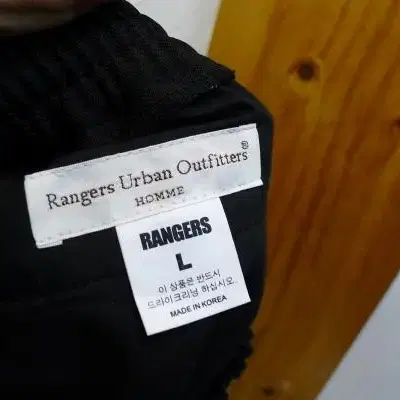 Rangers Urban Outfitters®
HOMME
RANGERS
L
이 상품은 반드시
드라이크리닝 하십시오.
MADE IN KOREA